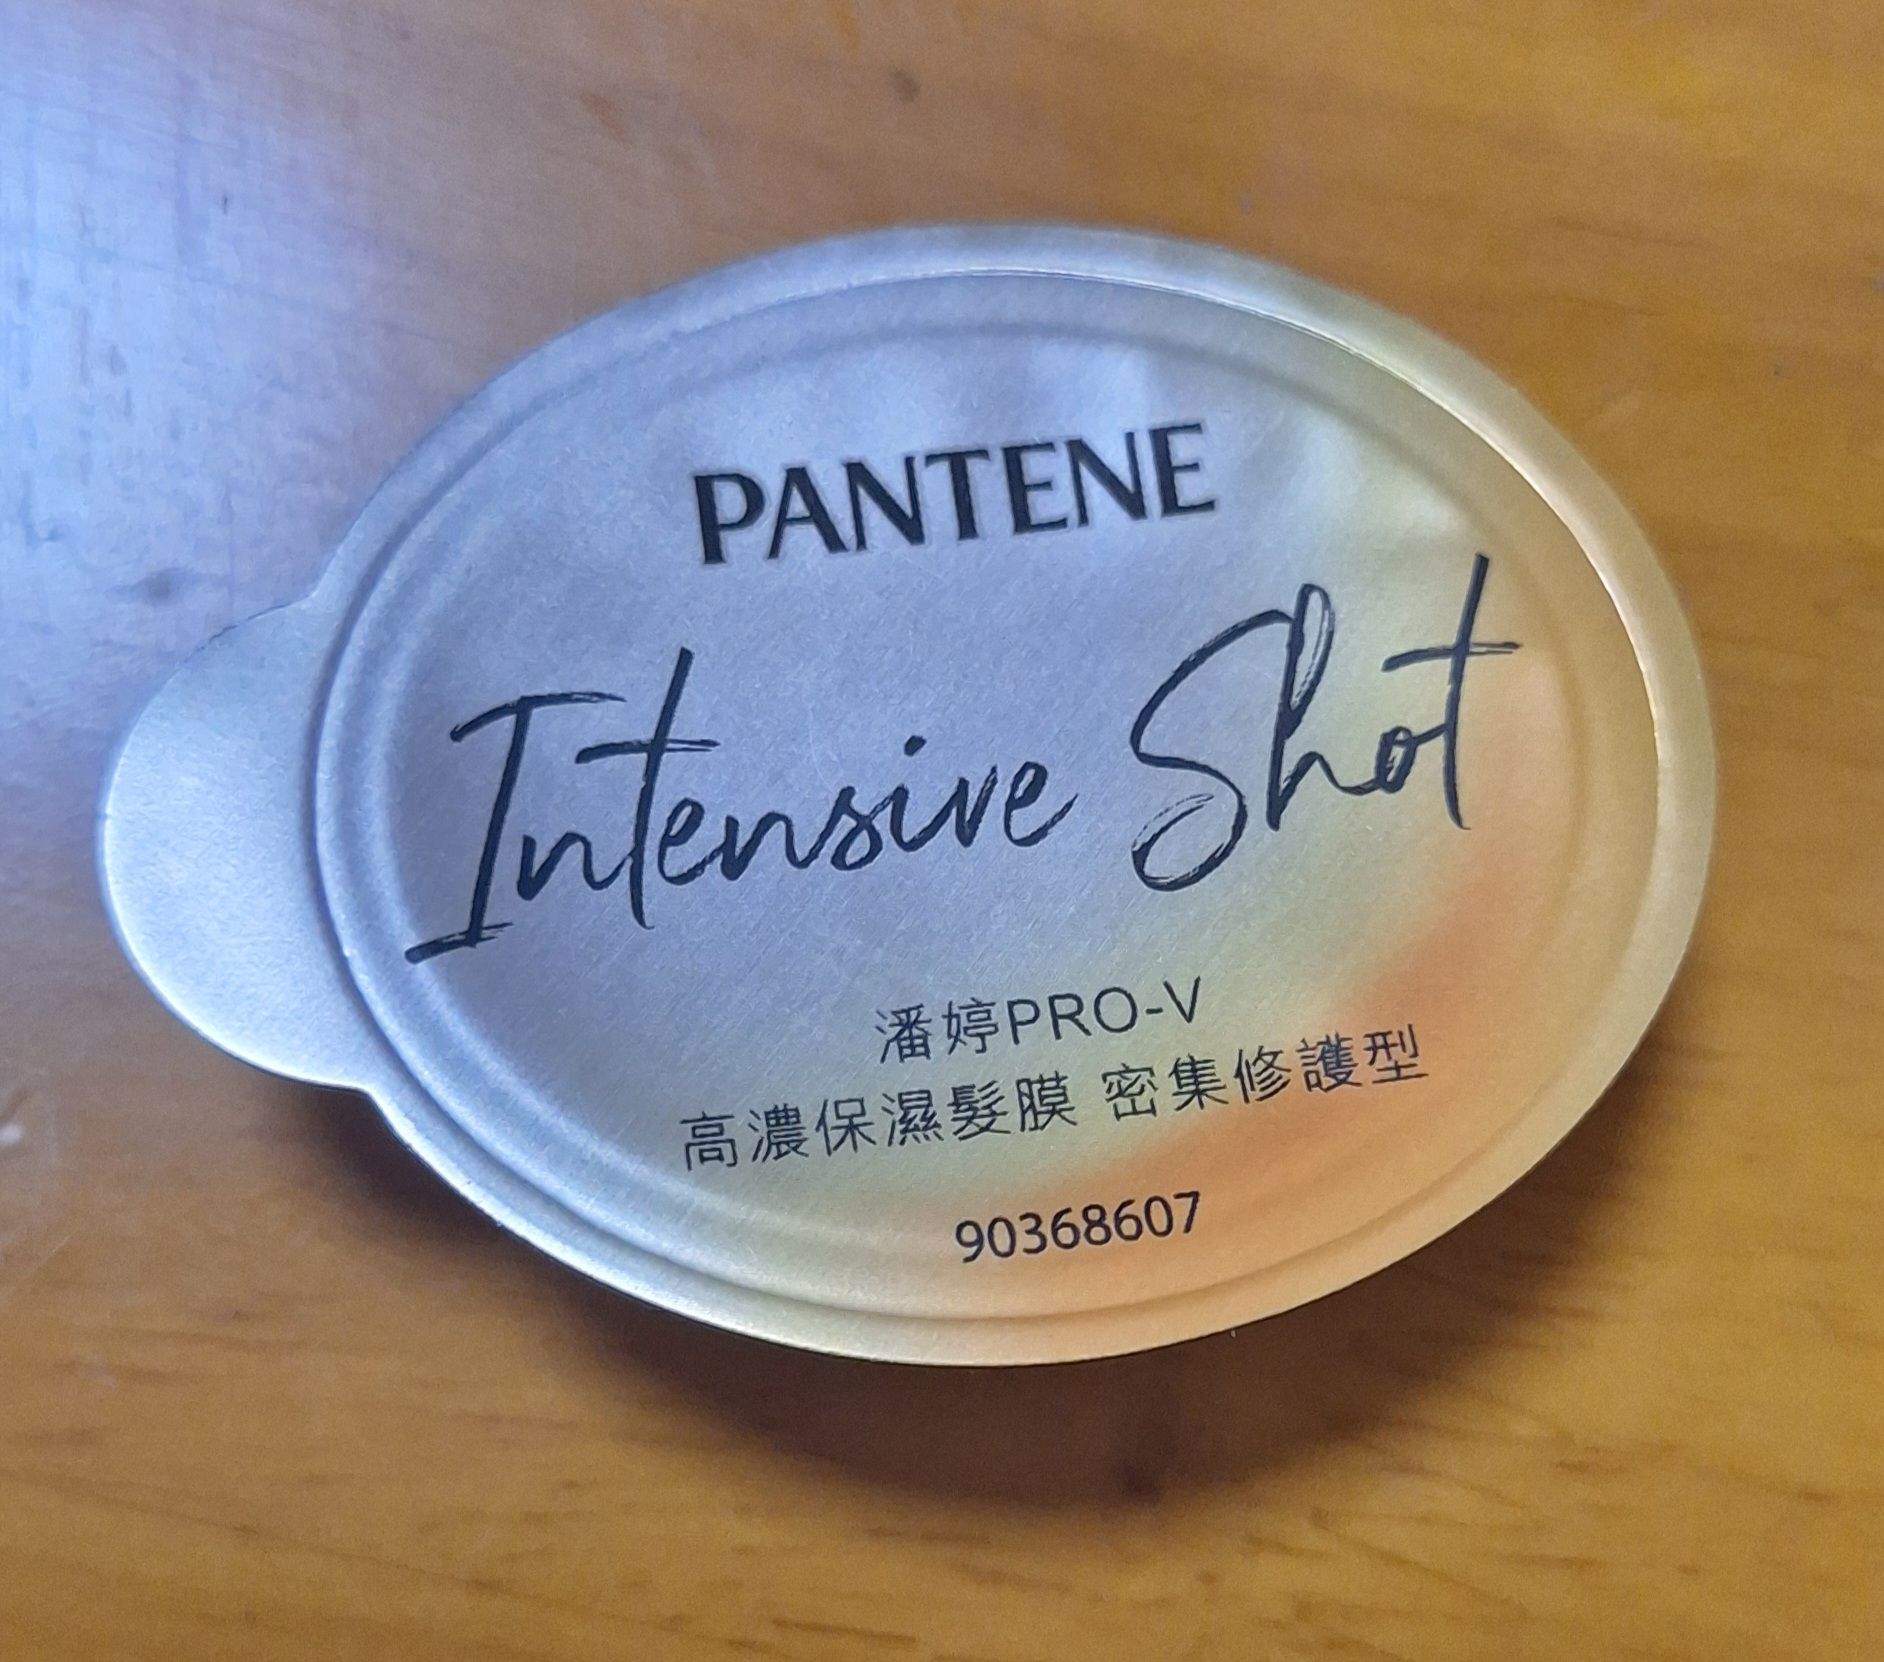 PANTENE
Intensive Shot
潘婷PRO-V
高濃保濕髮膜 密集修護型
90368607